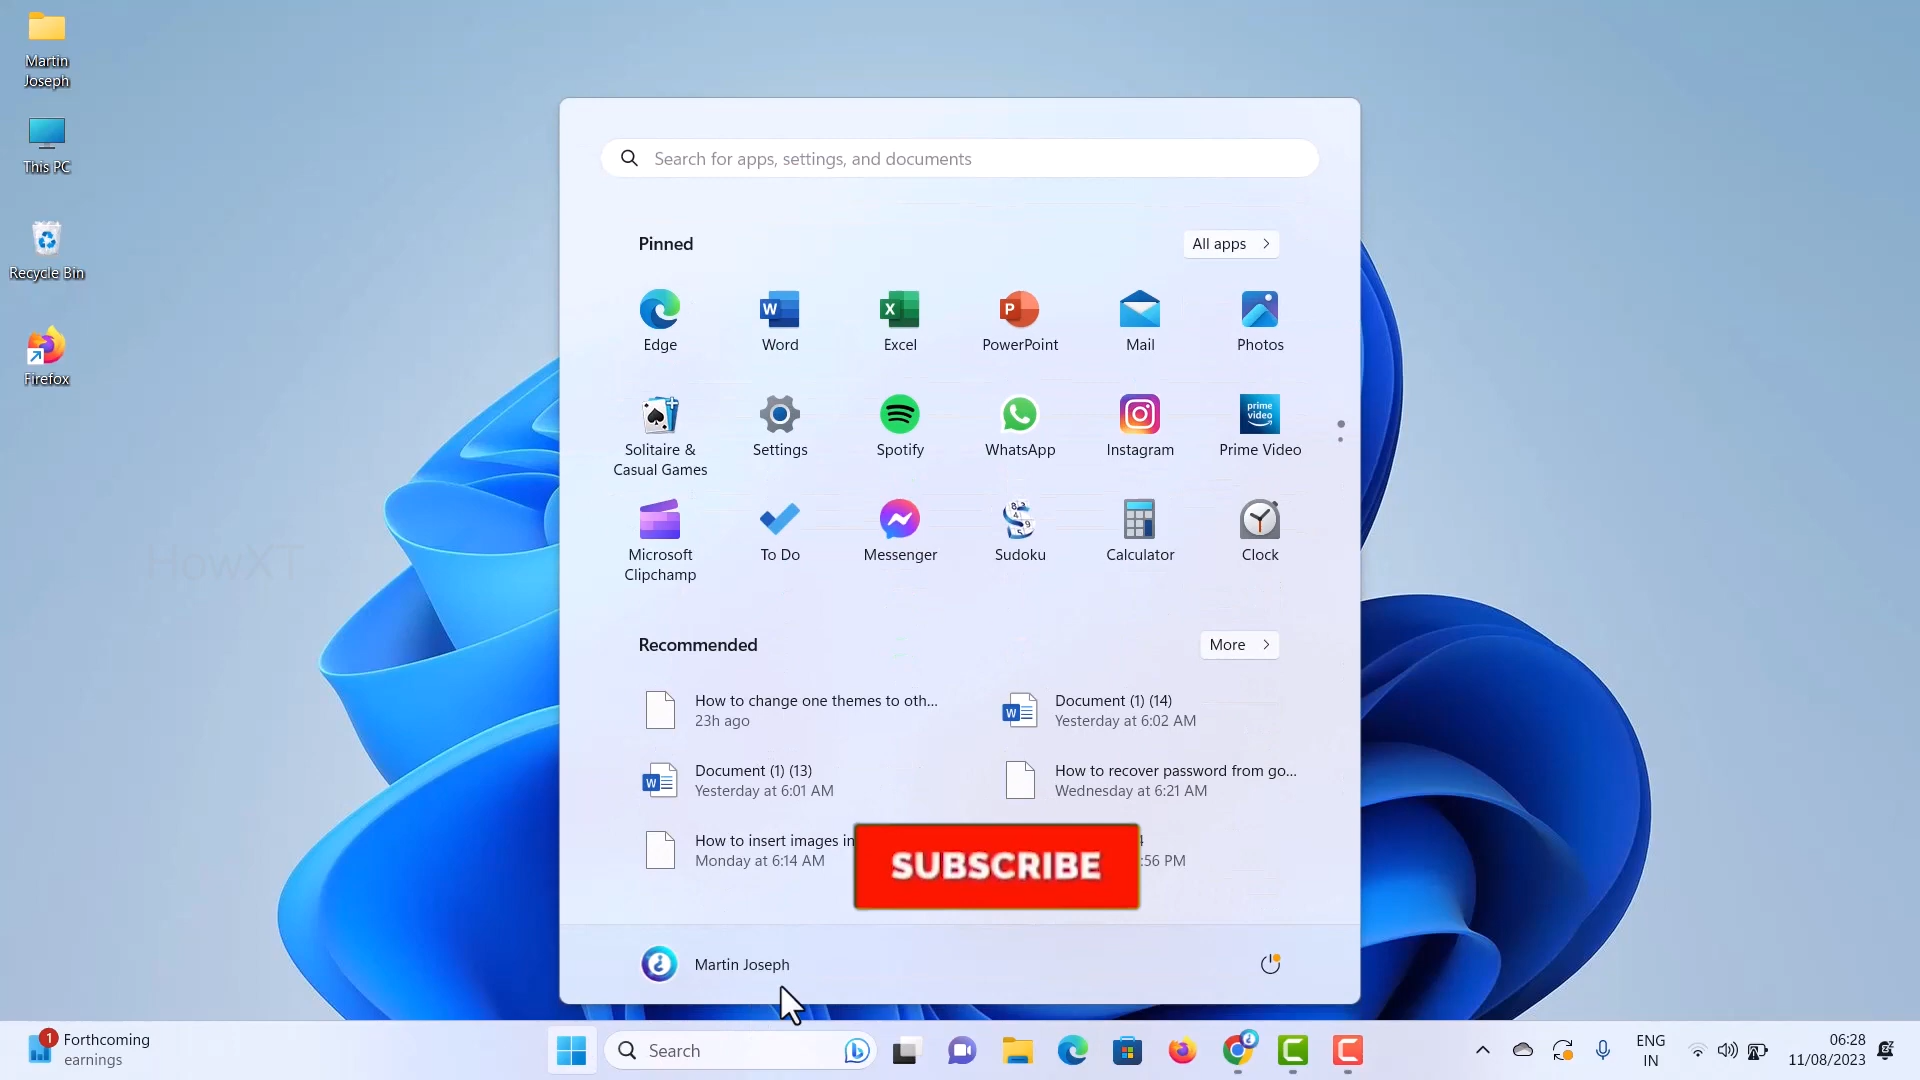 Martin
Joseph
This PC
Recycle Bin
Firefox
HowXT
Search for apps, settings, and documents
Pinned
All apps
Edge
Word
Excel
PowerPoint
Mail
Photos
prime
video
Solitaire &
Casual Games
Settings
Spotify
WhatsApp
Instagram
Prime Video
Microsoft
Clipchamp
To Do
Messenger
Sudoku
Calculator
Clock
Recommended
More
How to change one themes to oth...
23h ago
Document (1) (14)
Yesterday at 6:02 AM
Document (1) (13)
Yesterday at 6:01 AM
How to recover password from go...
Wednesday at 6:21 AM
How to insert images in
Monday at 6:14 AM
:56 PM
SUBSCRIBE
Martin Joseph
1
Forthcoming
earnings
Search
ENG
IN
06:28
11/08/2023